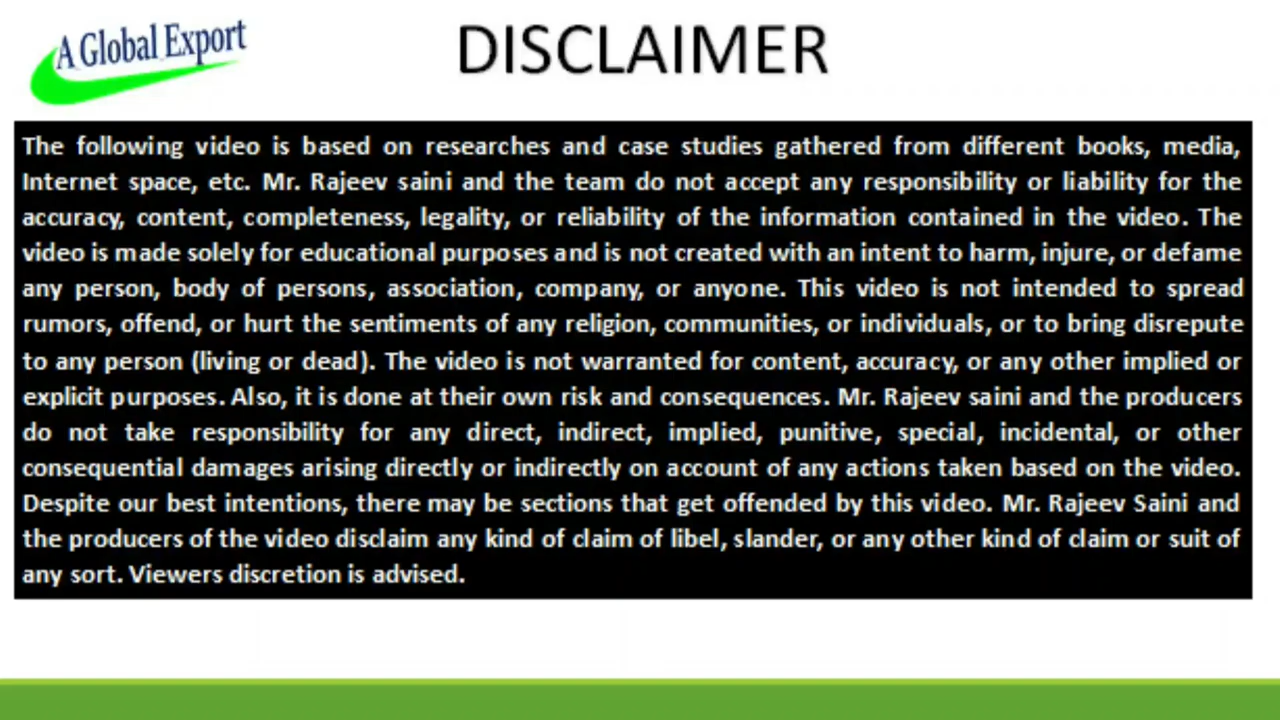 A Global Export
DISCLAIMER
The following video is based on researches and case studies gathered from different books, media,
Internet space, etc. Mr. Rajeev saini and the team do not accept any responsibility or liability for the
accuracy, content, completeness, legality, or reliability of the information contained in the video. The
video is made solely for educational purposes and is not created with an intent to harm, injure, or defame
any person, body of persons, association, company, or anyone. This video is not intended to spread
rumors, offend, or hurt the sentiments of any religion, communities, or individuals, or to bring disrepute
to any person (living or dead). The video is not warranted for content, accuracy, or any other implied or
explicit purposes. Also, it is done at their own risk and consequences. Mr. Rajeev saini and the producers
do not take responsibility for any direct, indirect, implied, punitive, special, incidental, or other
consequential damages arising directly or indirectly on account of any actions taken based on the video.
Despite our best intentions, there may be sections that get offended by this video. Mr. Rajeev Saini and
the producers of the video disclaim any kind of claim of libel, slander, or any other kind of claim or suit of
any sort. Viewers discretion is advised.